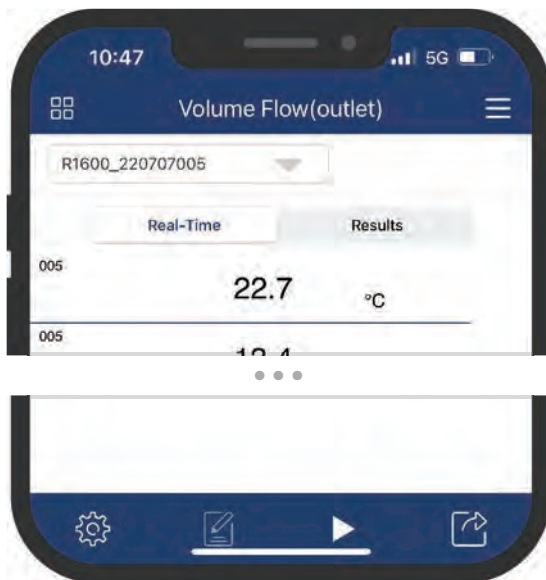 10:47
5G
Volume Flow(outlet)
R1600_220707005
Real-Time
Results
005
22.7
°C
005